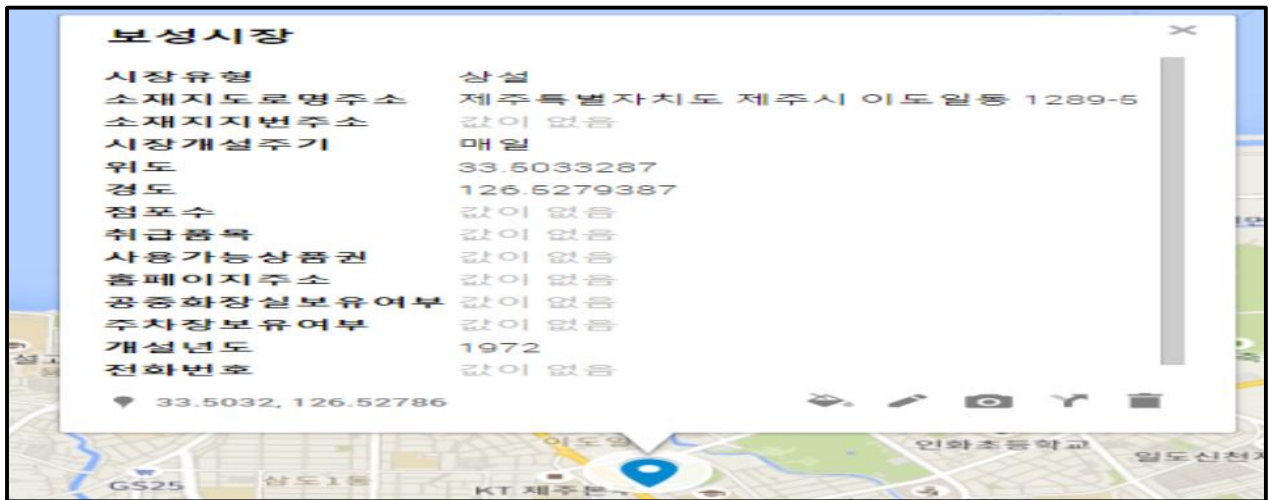 보성시장
시장유형 상설
소재지도로명주소 제주특별자치도 제주시 이도일동 1289-5
소재지지번주소 값이 없음
시장개설주기 매일
위도 33.5033287
경도 126.5279387
점포수 값이 없음
취급품목 값이 없음
사용가능상품권 값이 없음
홈페이지주소 값이 없음
공중화장실보유여부 값이 없음
주차장보유여부 값이 없음
개설년도 1972
전화번호 값이 없음
33.5032, 126.52786
이도일
인화초등학교
일도신천지
GS25
삼도1동
KT 제주